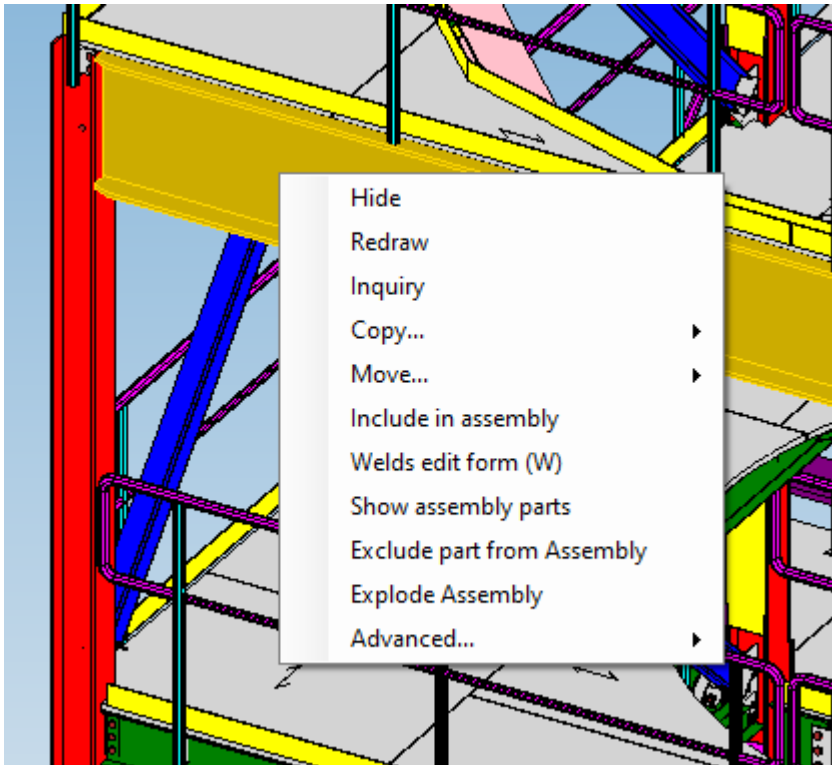 Hide
Redraw
Inquiry
Copy...
Move...
Include in assembly
Welds edit form (W)
Show assembly parts
Exclude part from Assembly
Explode Assembly
Advanced...